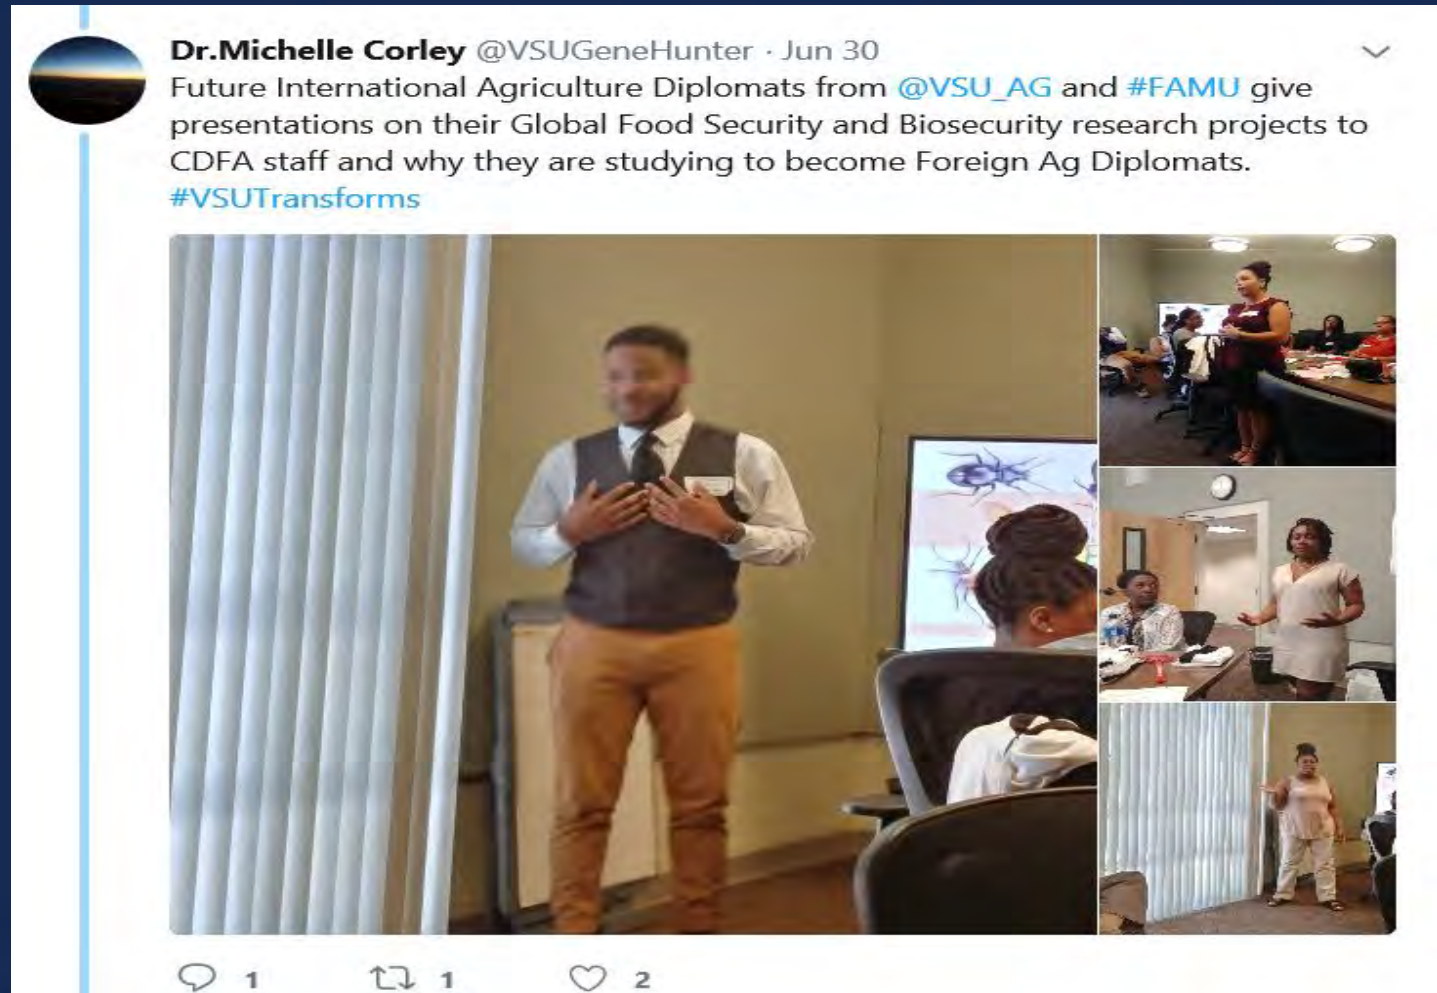 Dr.Michelle Corley @VSUGeneHunter · Jun 30
Future International Agriculture Diplomats from @VSU_AG and #FAMU give
presentations on their Global Food Security and Biosecurity research projects to
CDFA staff and why they are studying to become Foreign Ag Diplomats.
#VSUTransforms
1 1 2